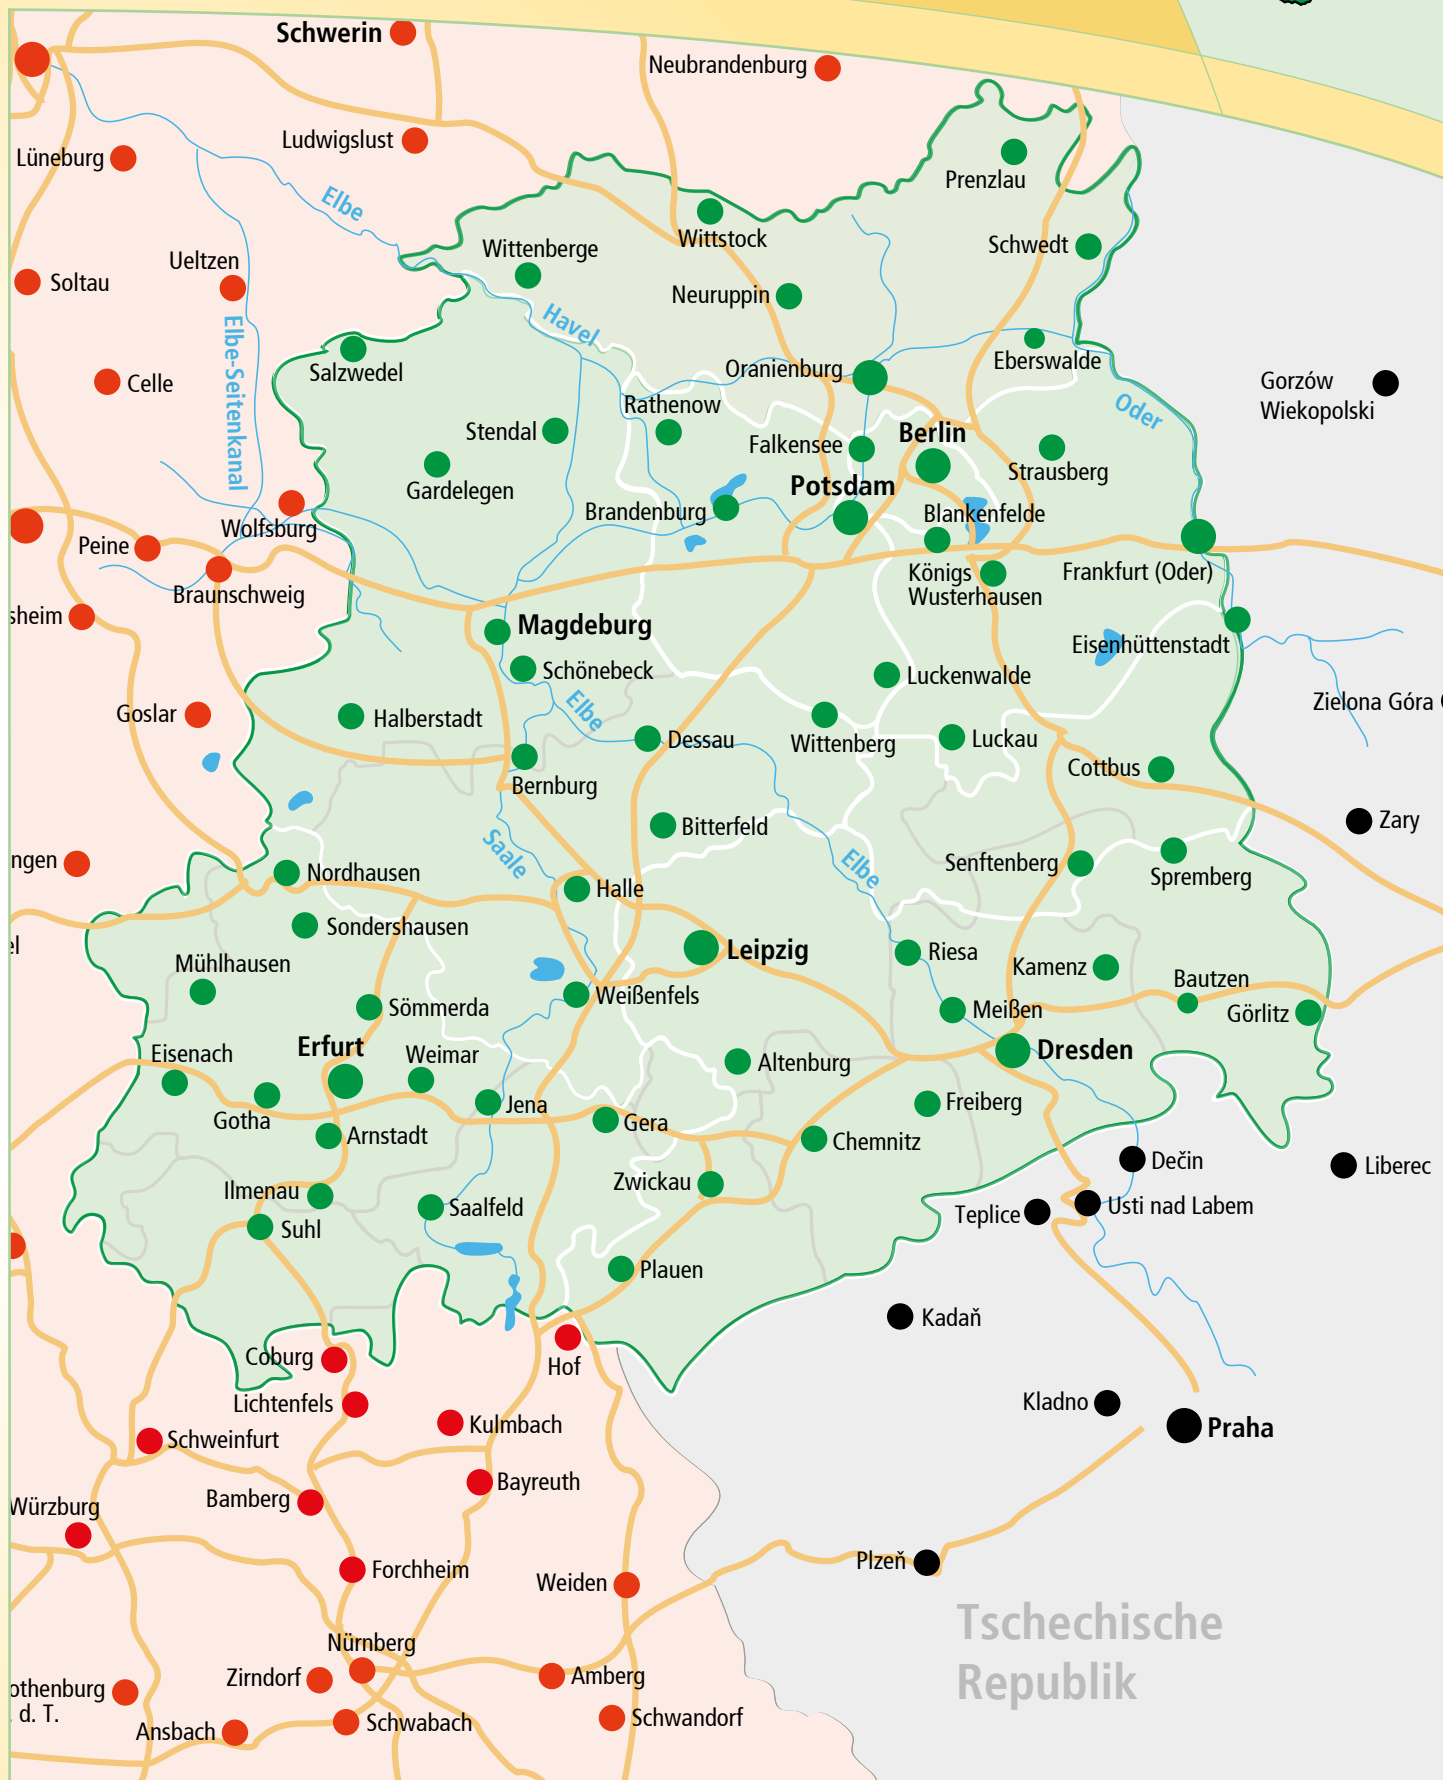 Schwerin
Neubrandenburg
Ludwigslust
Lüneburg
Prenzlau
Elbe
Wittstock
Schwedt
Wittenberge
Ueltzen
Soltau
Neuruppin
Havel
Elbe-Seitenkanal
Eberswalde
Oranienburg
Salzwedel
Celle
Gorzów
Wiekopolski
Rathenow
Oder
Stendal
Falkensee
Berlin
Strausberg
Gardelegen
Potsdam
Brandenburg
Blankenfelde
Wolfsburg
Peine
Königs
Wusterhausen
Frankfurt (Oder)
Braunschweig
sheim
Magdeburg
Eisenhüttenstadt
Schönebeck
Luckenwalde
Zielona Góra
Elbe
Goslar
Halberstadt
Dessau
Wittenberg
Luckau
Cottbus
Bernburg
Zary
Bitterfeld
Saale
Elbe
ngen
Senftenberg
Spremberg
Nordhausen
Halle
Sondershausen
el
Leipzig
Riesa
Mühlhausen
Kamenz
Bautzen
Weißenfels
Sömmerda
Meißen
Görlitz
Erfurt
Eisenach
Weimar
Dresden
Altenburg
Jena
Freiberg
Gotha
Gera
Arnstadt
Chemnitz
Dečin
Liberec
Zwickau
Ilmenau
Saalfeld
Usti nad Labem
Teplice
Suhl
Plauen
Kadaň
Coburg
Hof
Lichtenfels
Kladno
Kulmbach
Praha
Schweinfurt
Bayreuth
Bamberg
Würzburg
Plzeň
Forchheim
Weiden
Tschechische
Republik
Nürnberg
Zirndorf
Amberg
othenburg
. d. T.
Schwandorf
Schwabach
Ansbach